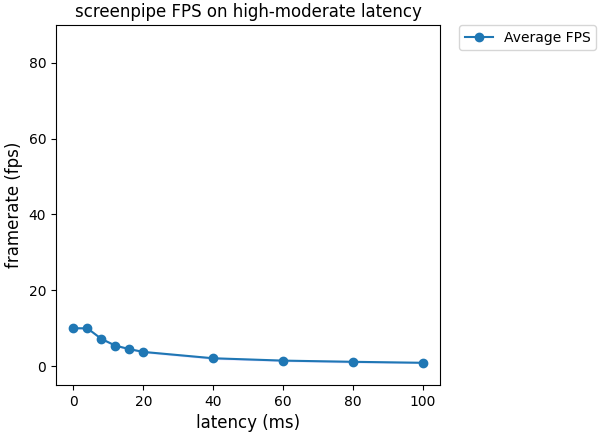 screenpipe FPS on high-moderate latency
Average FPS
80
60
40
20
0
framerate (fps)
0 20 40 60 80 100
latency (ms)